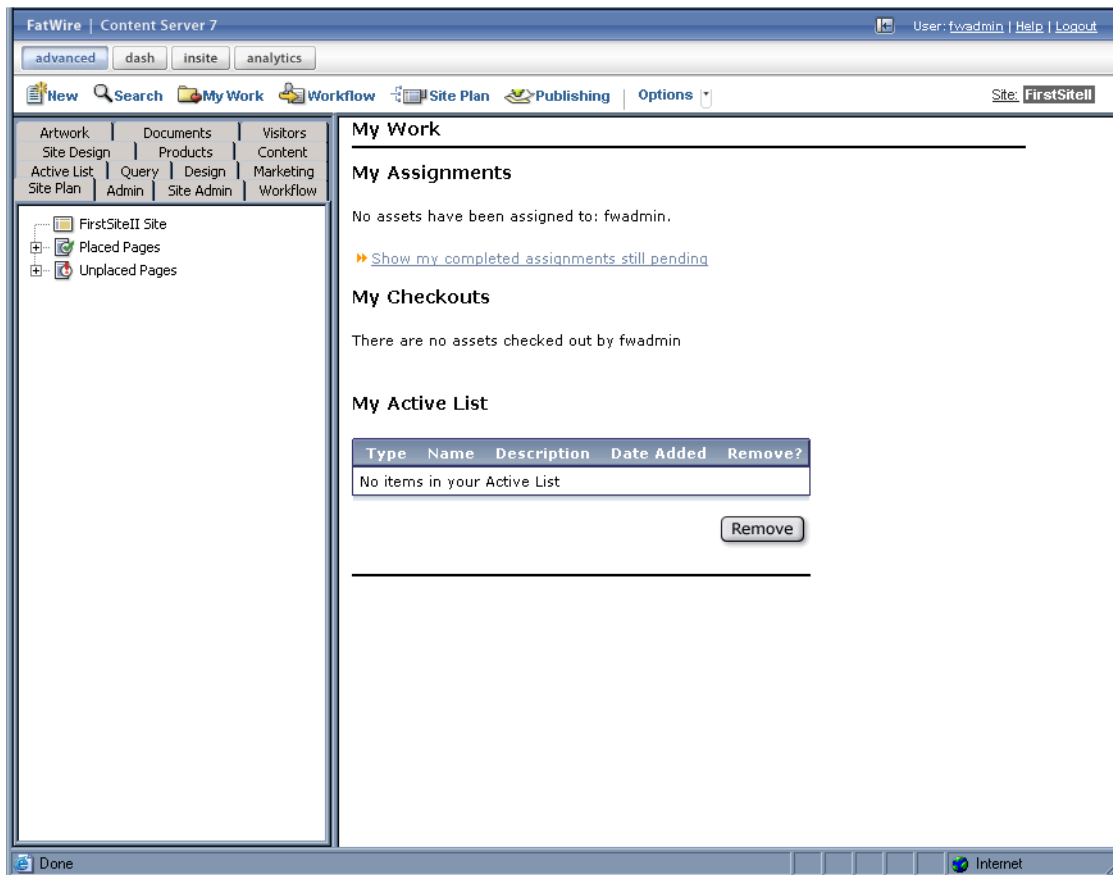 FatWire | Content Server 7
User: fwadmin | Help | Logout
advanced dash insite analytics
New Search My Work Workflow Site Plan Publishing | Options
Site: FirstSiteII
Artwork Documents Visitors
Site Design Products Content
Active List Query Design Marketing
Site Plan Admin Site Admin Workflow
FirstSiteII Site
Placed Pages
Unplaced Pages
My Work
My Assignments
No assets have been assigned to: fwadmin.
Show my completed assignments still pending
My Checkouts
There are no assets checked out by fwadmin
My Active List
Type Name Description Date Added Remove?
No items in your Active List
Remove
Done
Internet